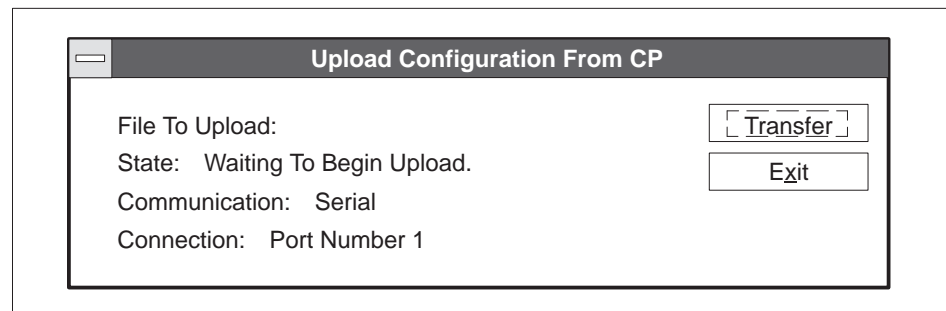 Upload Configuration From CP
File To Upload:
Transfer
State: Waiting To Begin Upload.
Exit
Communication: Serial
Connection: Port Number 1